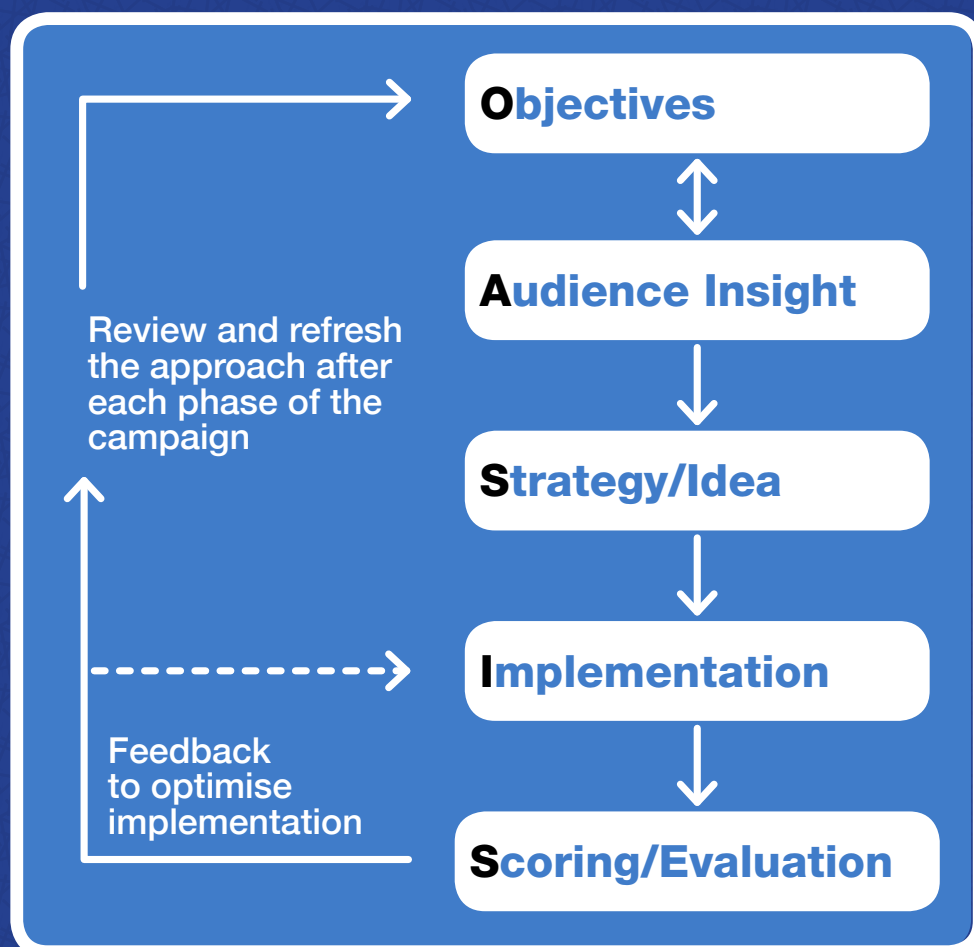 Objectives
Audience Insight
Review and refresh
the approach after
each phase of the
campaign
Strategy/Idea
Implementation
Feedback
to optimise
implementation
Scoring/Evaluation